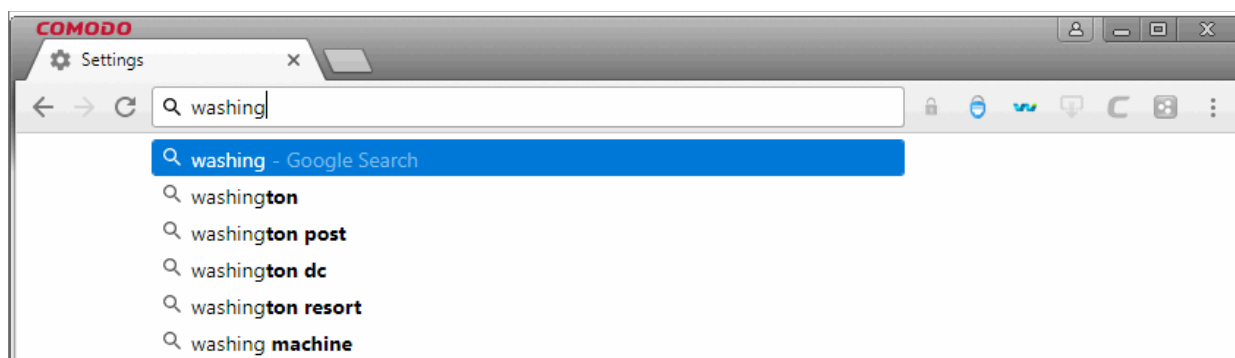 COMODO
Settings
washing
washing - Google Search
washington
washington post
washington dc
washington resort
washing machine